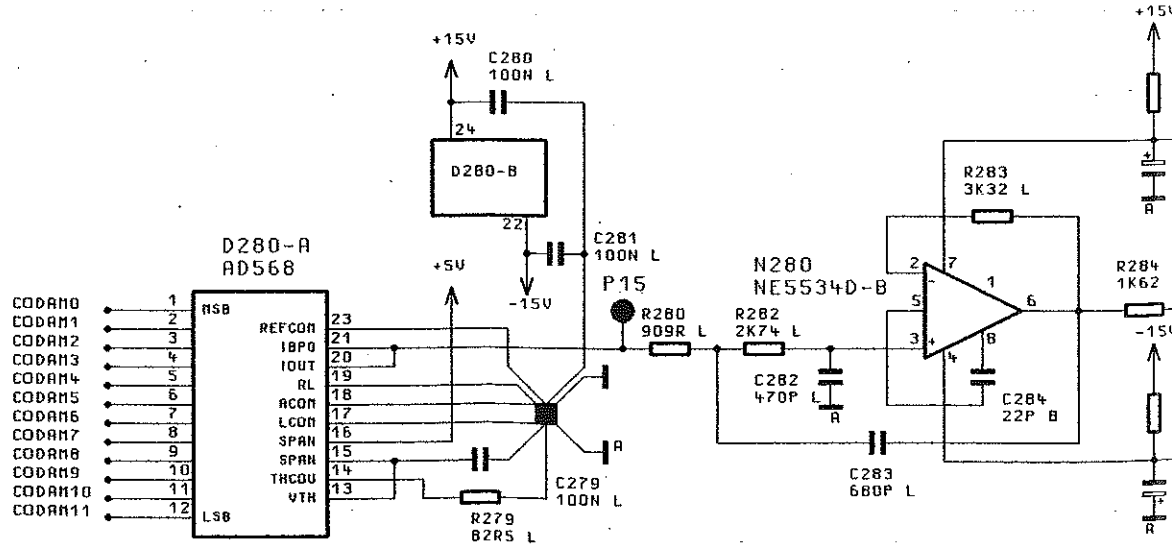 +15V
+15V
C280
100N L
24
D280-B
22
C281
100N L
-15V
+5V
D280-A
AD568
CODAM0
CODAM1
CODAM2
CODAM3
CODAM4
CODAM5
CODAM6
CODAM7
CODAM8
CODAM9
CODAM10
CODAM11
1
2
3
4
5
6
7
8
9
10
11
12
MSB
LSB
REFCOM 23
IBPO 21
IOUT 20
RL 19
ACOM 18
LCOM 17
SPAN 16
SPAN 15
THCOV 14
VTH 13
P15
R280
909R L
R282
2K74 L
N280
NE5534D-B
R283
3K32 L
2 - 7
1
5
6
3 + 4
8
R284
1K62
-15V
C282
470P L
A
C284
22P B
C283
680P L
C279
100N L
R279
82R5 L
A
+
A
+
A